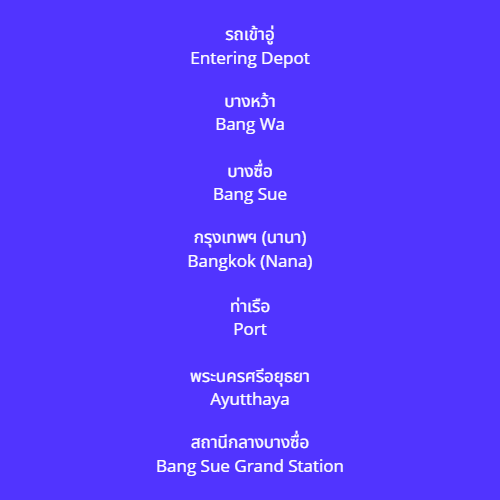 รถเข้าอู่
Entering Depot
บางหว้า
Bang Wa
บางซื่อ
Bang Sue
กรุงเทพฯ (นานา)
Bangkok (Nana)
ท่าเรือ
Port
พระนครศรีอยุธยา
Ayutthaya
สถานีกลางบางซื่อ
Bang Sue Grand Station